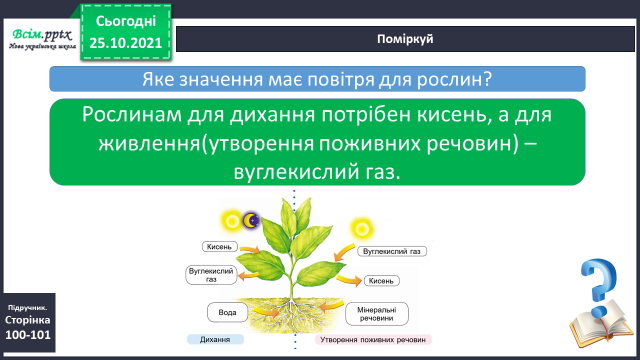 Всім.pptx
Нова українська школа
Сьогодні
25.10.2021
Поміркуй
Яке значення має повітря для рослин?
Рослинам для дихання потрібен кисень, а для
живлення(утворення поживних речовин) –
вуглекислий газ.
Кисень
Вуглекислий газ
Вуглекислий
газ
Кисень
Вода
Мінеральні
речовини
Дихання
Утворення поживних речовин
Підручник.
Сторінка
100-101